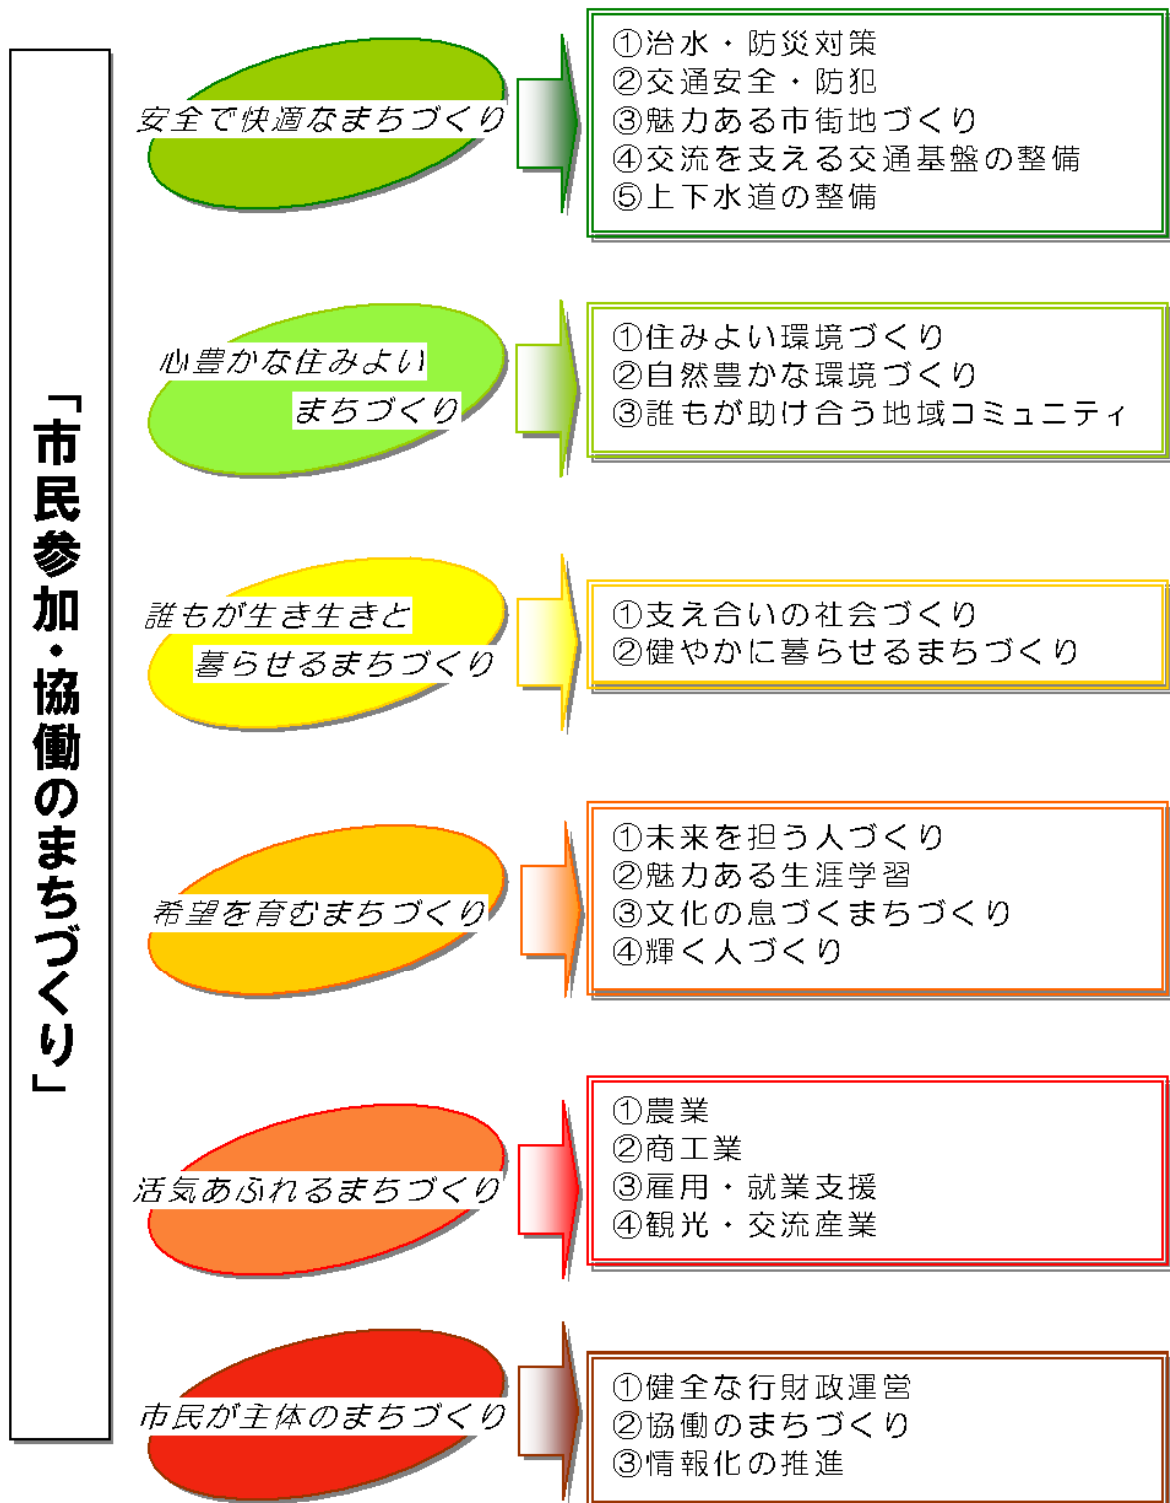 「市民参加・協働のまちづくり」
安全で快適なまちづくり
①治水・防災対策
②交通安全・防犯
③魅力ある市街地づくり
④交流を支える交通基盤の整備
⑤上下水道の整備
心豊かな住みよい
まちづくり
①住みよい環境づくり
②自然豊かな環境づくり
③誰もが助け合う地域コミュニティ
誰もが生き生きと
暮らせるまちづくり
①支え合いの社会づくり
②健やかに暮らせるまちづくり
希望を育むまちづくり
①未来を担う人づくり
②魅力ある生涯学習
③文化の息づくまちづくり
④輝く人づくり
活気あふれるまちづくり
①農業
②商工業
③雇用・就業支援
④観光・交流産業
市民が主体のまちづくり
①健全な行財政運営
②協働のまちづくり
③情報化の推進